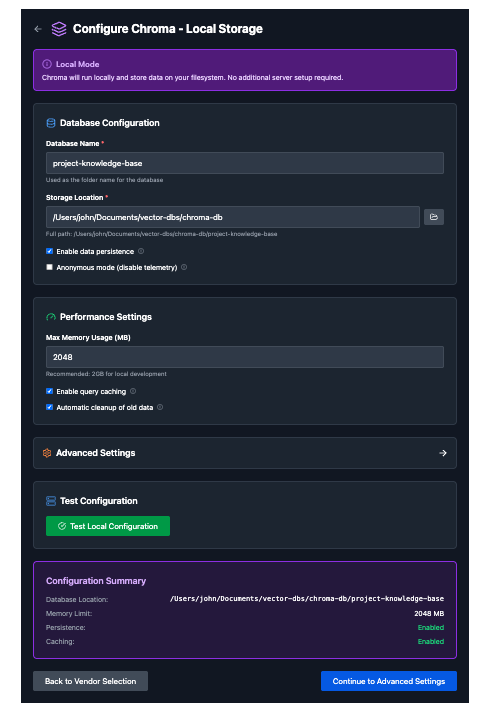 Configure Chroma - Local Storage
Local Mode
Chroma will run locally and store data on your filesystem. No additional server setup required.
Database Configuration
Database Name *
project-knowledge-base
Used as the folder name for the database
Storage Location *
/Users/john/Documents/vector-dbs/chroma-db
Full path: /Users/john/Documents/vector-dbs/chroma-db/project-knowledge-base
Enable data persistence
Anonymous mode (disable telemetry)
Performance Settings
Max Memory Usage (MB)
2048
Recommended: 2GB for local development
Enable query caching
Automatic cleanup of old data
Advanced Settings
Test Configuration
Test Local Configuration
Configuration Summary
Database Location: /Users/john/Documents/vector-dbs/chroma-db/project-knowledge-base
Memory Limit: 2048 MB
Persistence: Enabled
Caching: Enabled
Back to Vendor Selection Continue to Advanced Settings